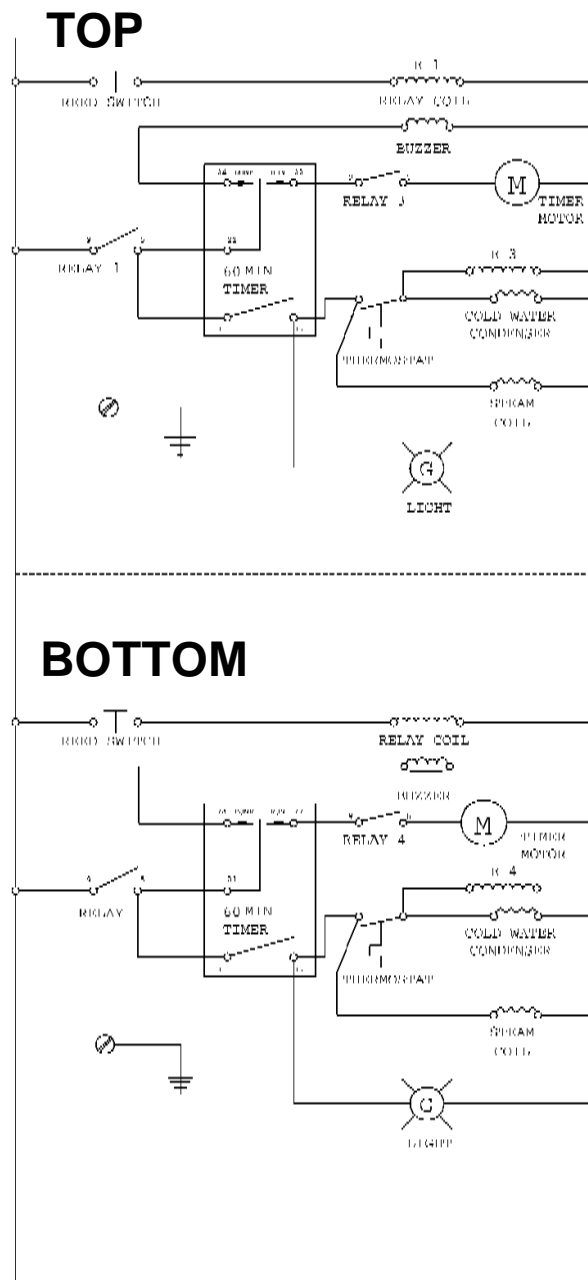 TOP
R 1
REED SWITCH
RELAY COIL
BUZZER
RELAY 3
M
TIMER
MOTOR
RELAY 1
60 MIN
TIMER
R 3
COLD WATER
CONDENSER
THERMOSTAT
STEAM
COIL
G
LIGHT
BOTTOM
REED SWITCH
RELAY COIL
BUZZER
RELAY 4
M
TIMER
MOTOR
RELAY
60 MIN
TIMER
R 4
COLD WATER
CONDENSER
THERMOSTAT
STEAM
COIL
G
LIGHT